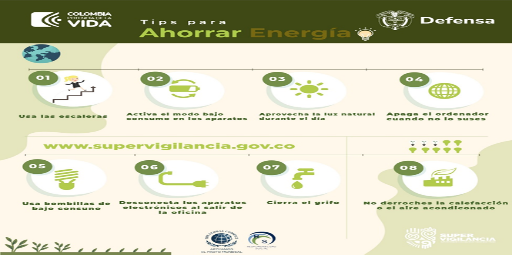 COLOMBIA
POTENCIA DE LA
VIDA
Tips para
Ahorrar Energía
Defensa
01
Usa las escaleras
02
Activa el modo bajo
consumo en los aparatos
03
Aprovecha la luz natural
durante el día
04
Apaga el ordenador
cuando no lo uses
www.supervigilancia.gov.co
05
Usa bombillas de
bajo consumo
06
Desconecta los aparatos
electrónicos al salir de
la oficina
07
Cierra el grifo
08
No derroches la calefacción
o el aire acondicionado
SUPER
VIGILANCIA